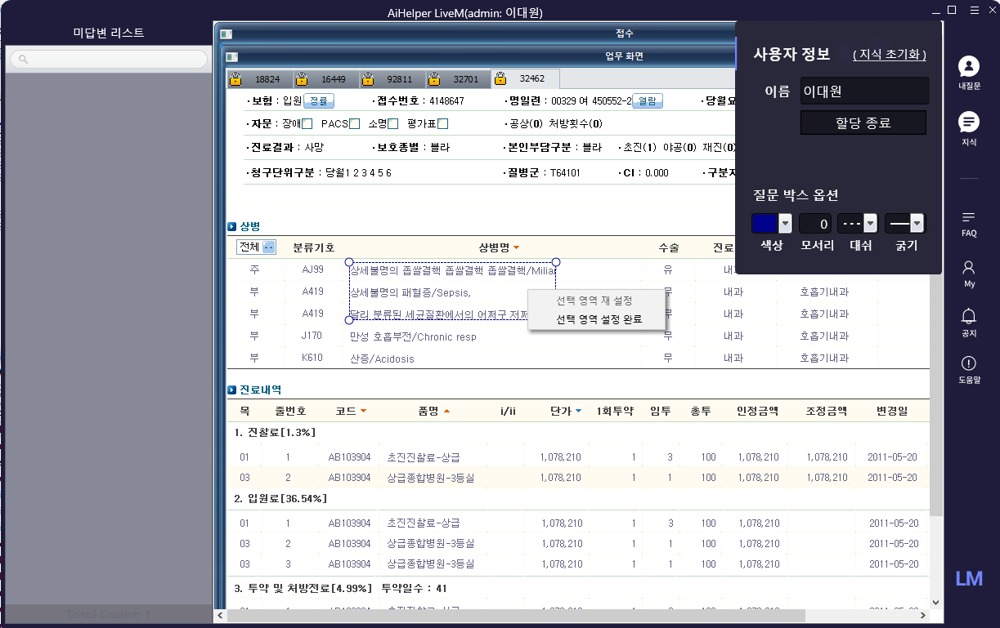 AiHelper LiveM(admin: 이대원)
미답변 리스트
접수
업무 화면
18824 16449 92811 32701 32462
·보험 : 입원 정률 ·접수번호 : 4148647 ·명일련 : 00329 여 450552-2 열람 ·당월요
·자문 : 장애 PACS 소명 평가표 ·공상(0) 처방횟수(0)
·진료결과 : 사망 ·보호종별 : 불라 ·본인부담구분 : 불라 ·초진(1) 야공(0) 재진(0)
·청구단위구분 : 당월1 2 3 4 5 6 ·질병군 : T64101 ·CI : 0.000 ·구분자
상병
전체 분류기호 상병명 수술 진료
주 AJ99 상세불명의 좁쌀결핵 좁쌀결핵 좁쌀결핵/Milia 유 내
부 A419 상세불명의 패혈증/Sepsis, 무 내과 호흡기내과
부 A419 달리 분류된 세균질환에서의 어쩌구 저쩌 무 내과 호흡기내과
부 J170 만성 호흡부전/Chronic resp 무 내과 호흡기내과
부 K610 산증/Acidosis 무 내과 호흡기내과
선택 영역 재 설정
선택 영역 설정 완료
진료내역
목 줄번호 코드 품명 i/ii 단가 1회투약 임투 총투 인정금액 조정금액 변경일
1. 진찰료[1.3%]
01 1 AB103904 초진진찰료-상급 1,078,210 1 3 100 1,078,210 1,078,210 2011-05-20
03 2 AB103904 상급종합병원-3등실 1,078,210 1 1 100 1,078,210 1,078,210 2011-05-20
2. 입원료[36.54%]
01 1 AB103904 초진진찰료-상급 1,078,210 1 3 100 1,078,210 2011-05-20
03 2 AB103904 상급종합병원-3등실 1,078,210 1 1 100 1,078,210 2011-05-20
03 3 AB103904 상급종합병원-3등실 1,078,210 1 1 100 1,078,210 2011-05-20
3. 투약 및 처방전료[4.99%] 투약일수 : 41
Total Count: 1
사용자 정보 ( 지식 초기화 )
이름 이대원
할당 종료
질문 박스 옵션
0
색상 모서리 대쉬 굵기
내질문
지식
FAQ
My
공지
도움말
LM